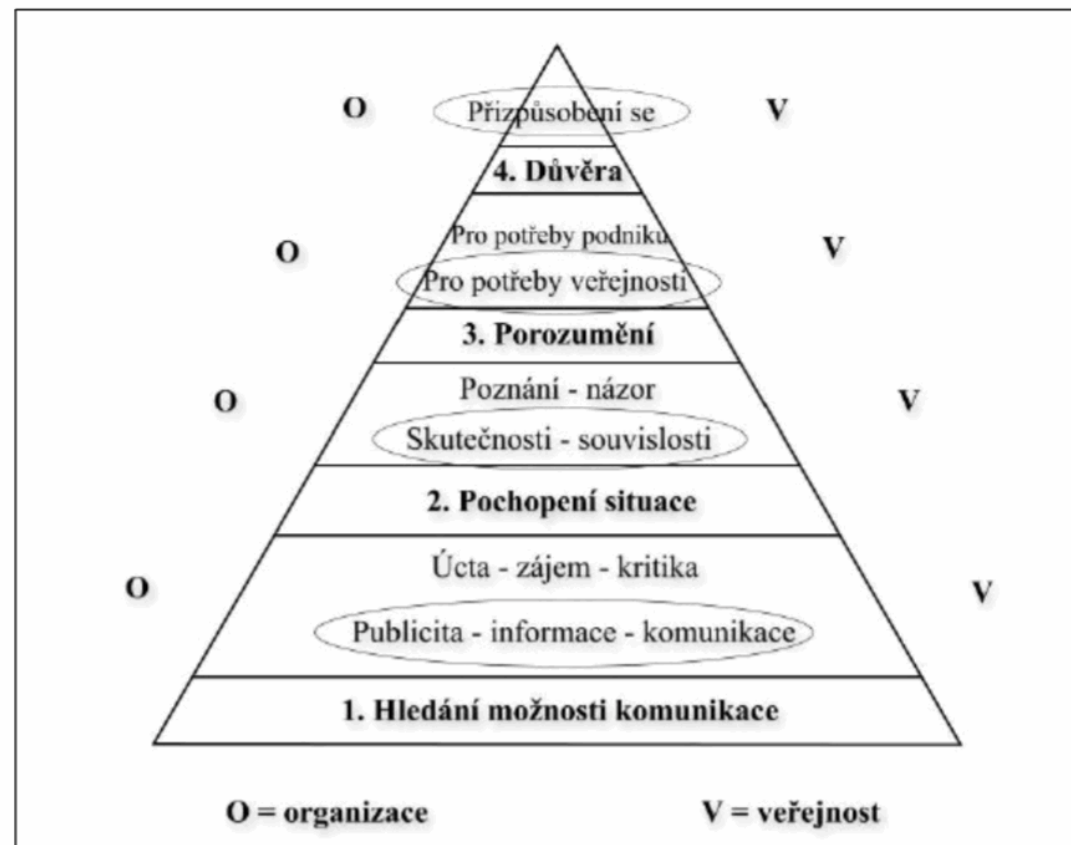 O Přizpůsobení se V
4. Důvěra
Pro potřeby podniku
O V
Pro potřeby veřejnosti
3. Porozumění
Poznání - názor
O V
Skutečnosti - souvislosti
2. Pochopení situace
Úcta - zájem - kritika
O V
Publicita - informace - komunikace
1. Hledání možnosti komunikace
O = organizace V = veřejnost